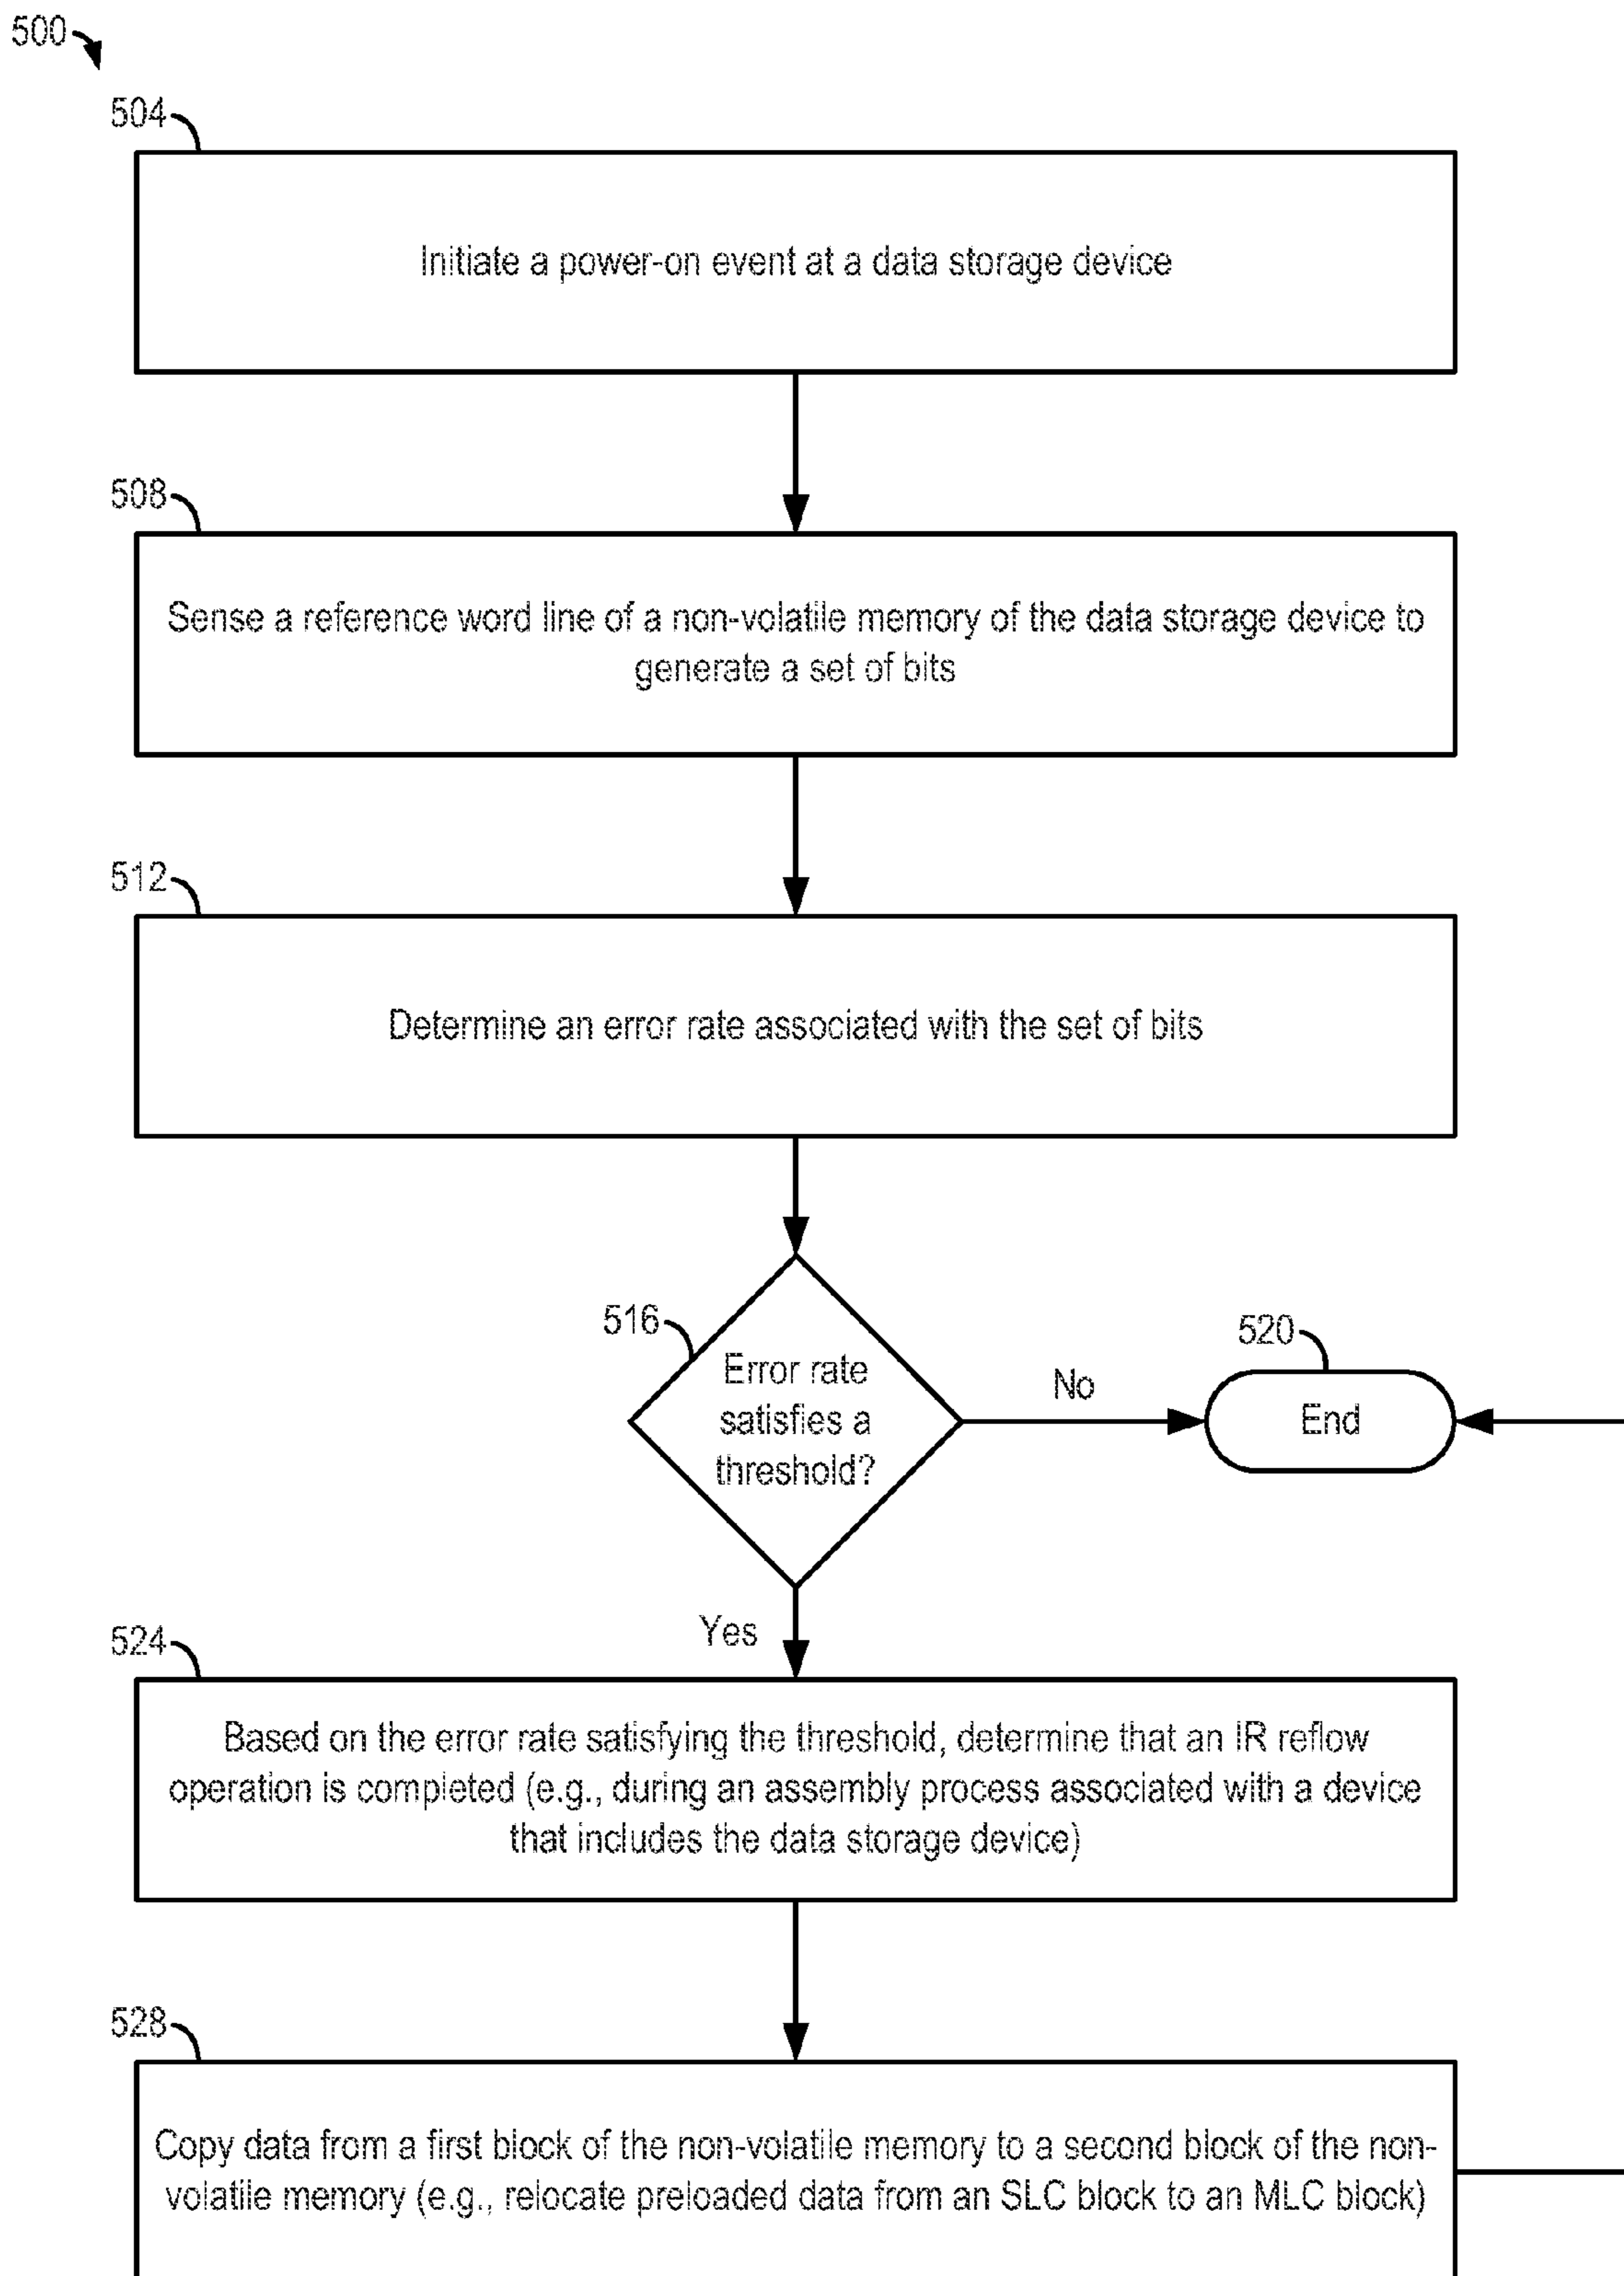 500
504
Initiate a power-on event at a data storage device
508
Sense a reference word line of a non-volatile memory of the data storage device to
generate a set of bits
512
Determine an error rate associated with the set of bits
516
Error rate
satisfies a
threshold?
No
520
End
Yes
524
Based on the error rate satisfying the threshold, determine that an IR reflow
operation is completed (e.g., during an assembly process associated with a device
that includes the data storage device)
528
Copy data from a first block of the non-volatile memory to a second block of the non-
volatile memory (e.g., relocate preloaded data from an SLC block to an MLC block)